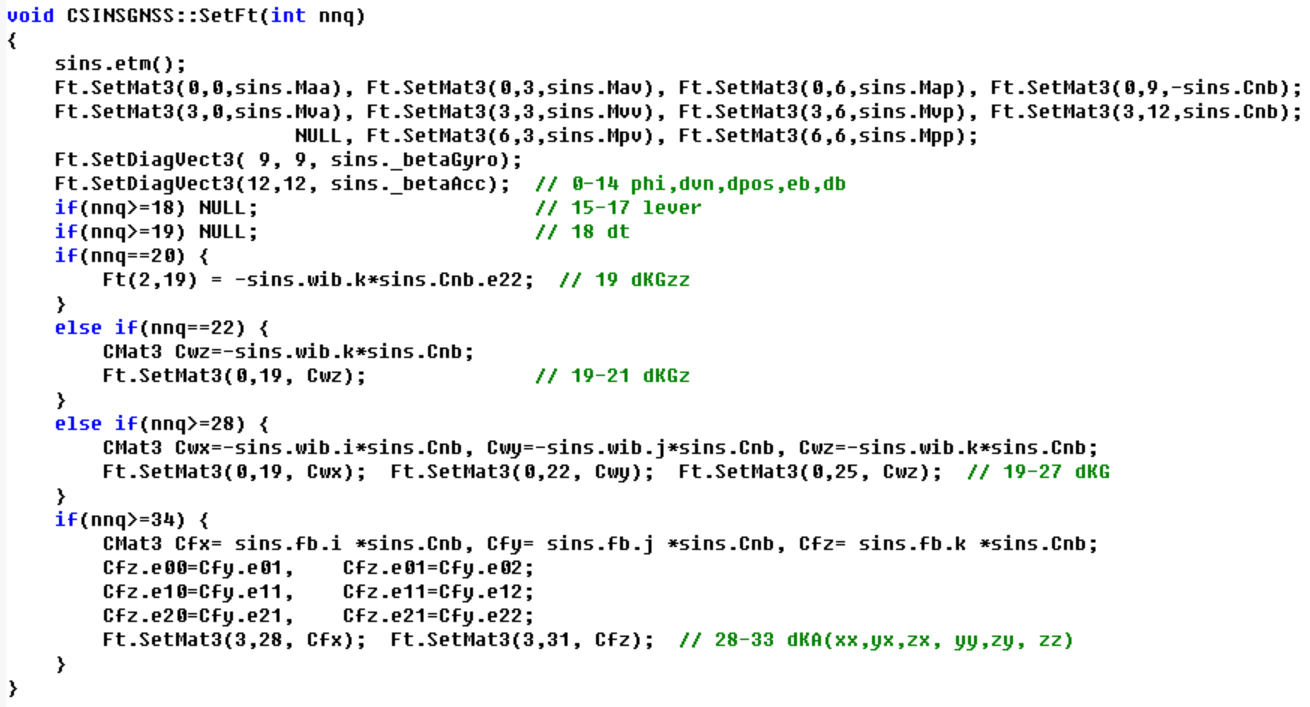 void CSINSGNSS::SetFt(int nnq)
{
    sins.etm();
    Ft.SetMat3(0,0,sins.Maa), Ft.SetMat3(0,3,sins.Mav), Ft.SetMat3(0,6,sins.Map), Ft.SetMat3(0,9,-sins.Cnb);
    Ft.SetMat3(3,0,sins.Mva), Ft.SetMat3(3,3,sins.Mvv), Ft.SetMat3(3,6,sins.Mvp), Ft.SetMat3(3,12,sins.Cnb);
                        NULL, Ft.SetMat3(6,3,sins.Mpv), Ft.SetMat3(6,6,sins.Mpp);
    Ft.SetDiagVect3( 9, 9, sins._betaGyro);
    Ft.SetDiagVect3(12,12, sins._betaAcc);  // 0-14 phi,dvn,dpos,eb,db
    if(nnq>=18) NULL;                       // 15-17 lever
    if(nnq>=19) NULL;                       // 18 dt
    if(nnq==20) {
        Ft(2,19) = -sins.wib.k*sins.Cnb.e22;  // 19 dKGzz
    }
    else if(nnq==22) {
        CMat3 Cwz=-sins.wib.k*sins.Cnb;
        Ft.SetMat3(0,19, Cwz);              // 19-21 dKGz
    }
    else if(nnq>=28) {
        CMat3 Cwx=-sins.wib.i*sins.Cnb, Cwy=-sins.wib.j*sins.Cnb, Cwz=-sins.wib.k*sins.Cnb;
        Ft.SetMat3(0,19, Cwx);  Ft.SetMat3(0,22, Cwy);  Ft.SetMat3(0,25, Cwz);  // 19-27 dKG
    }
    if(nnq>=34) {
        CMat3 Cfx= sins.fb.i *sins.Cnb, Cfy= sins.fb.j *sins.Cnb, Cfz= sins.fb.k *sins.Cnb;
        Cfz.e00=Cfy.e01,    Cfz.e01=Cfy.e02;
        Cfz.e10=Cfy.e11,    Cfz.e11=Cfy.e12;
        Cfz.e20=Cfy.e21,    Cfz.e21=Cfy.e22;
        Ft.SetMat3(3,28, Cfx);  Ft.SetMat3(3,31, Cfz);  // 28-33 dKA(xx,yx,zx, yy,zy, zz)
    }
}